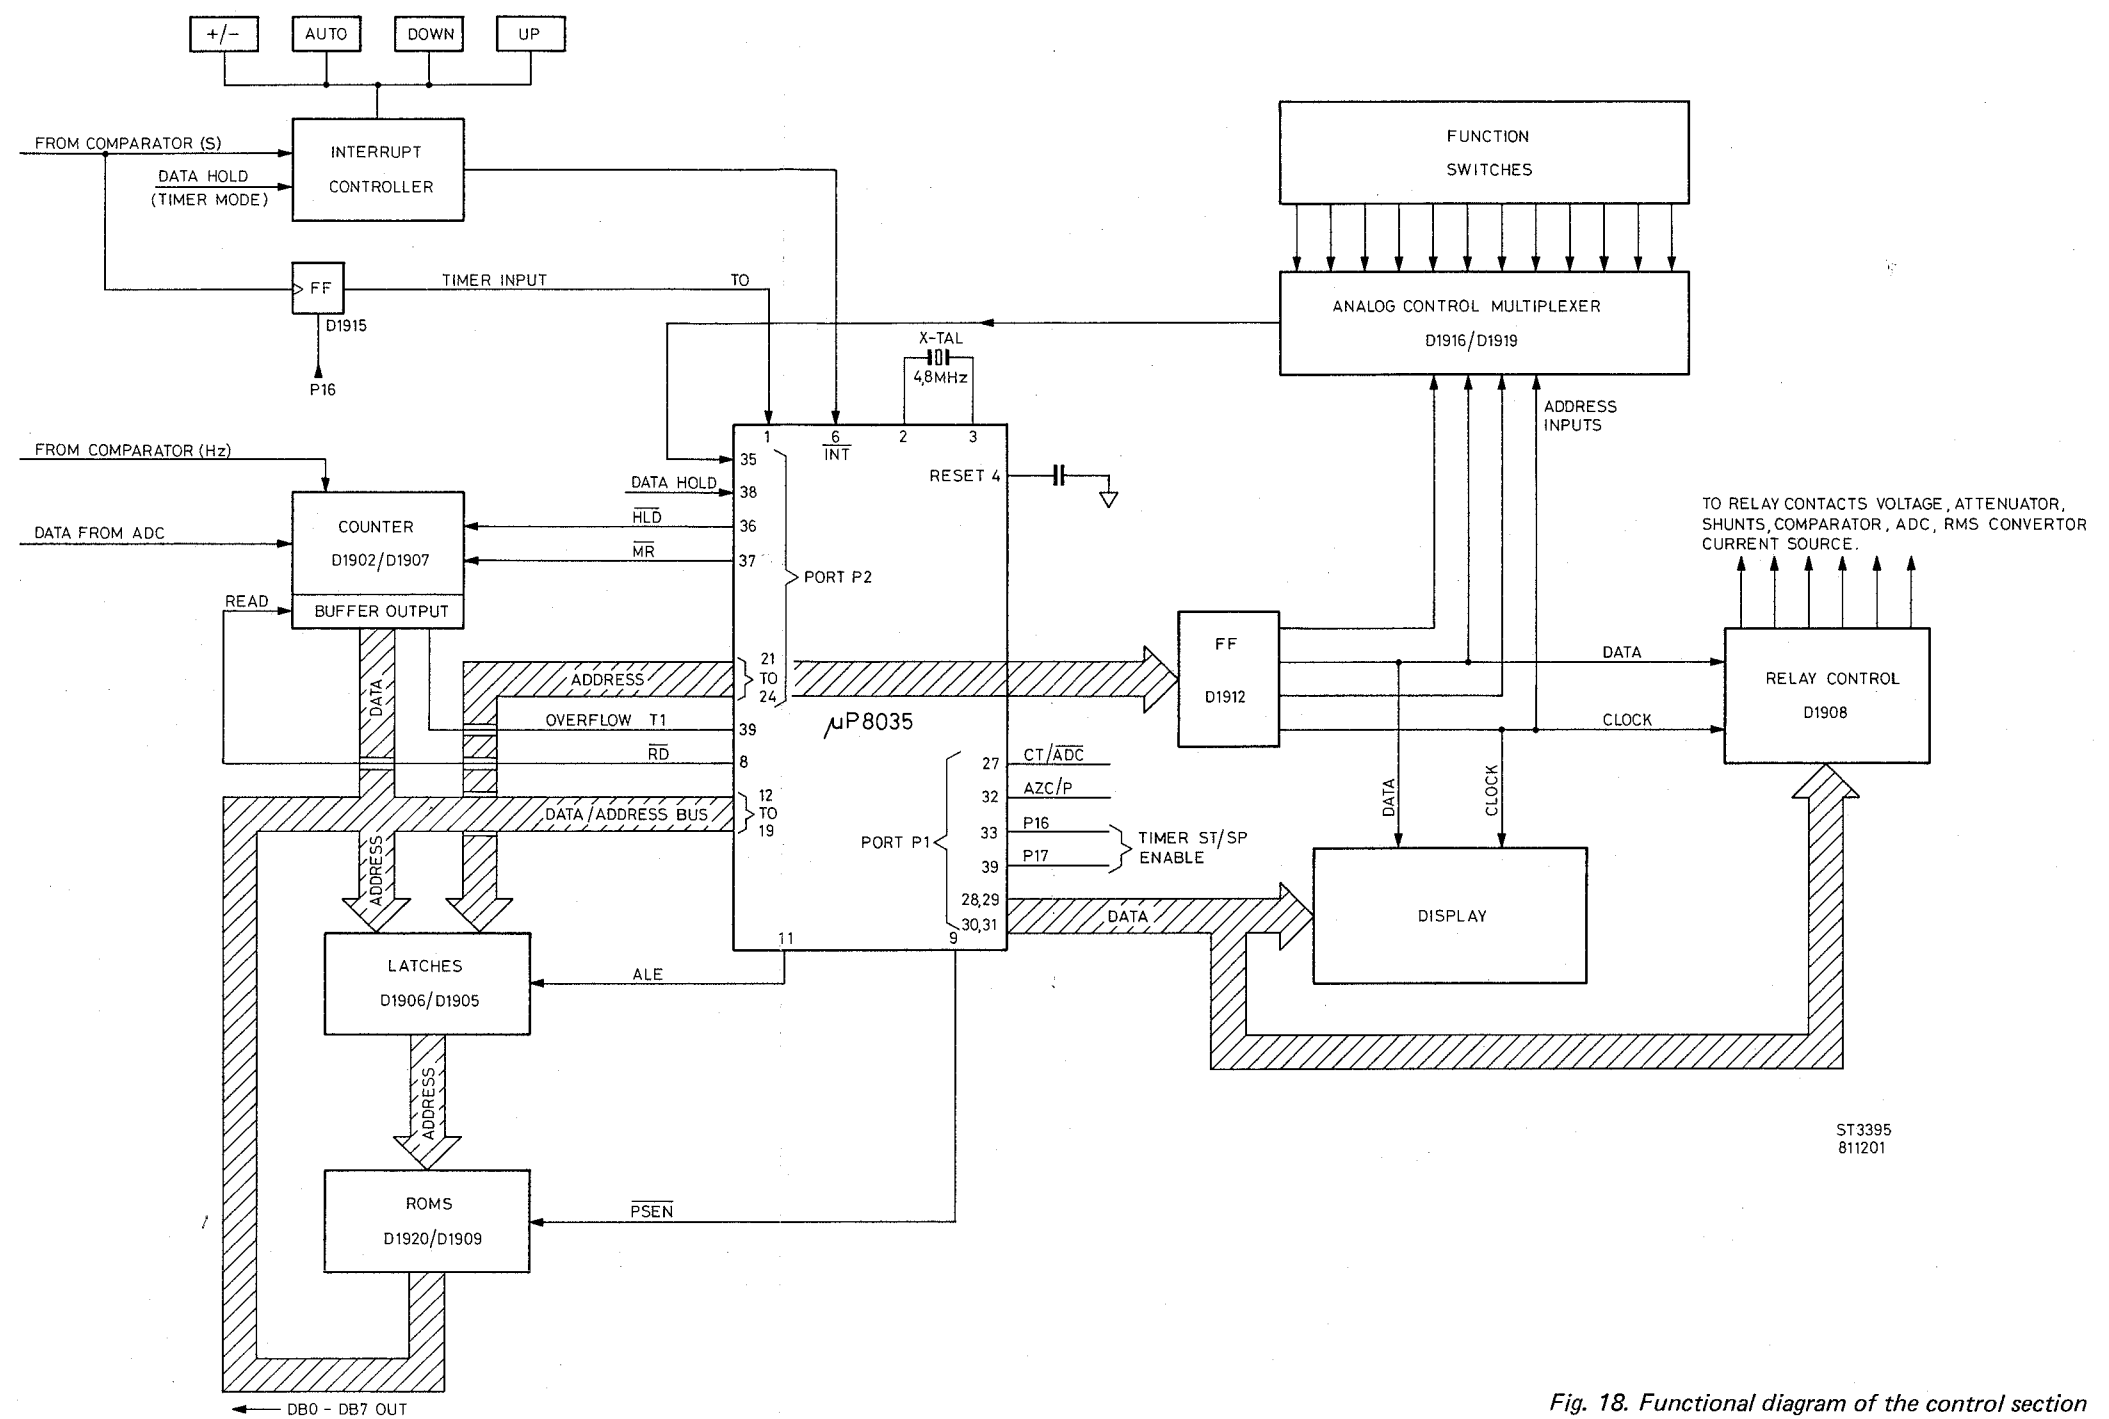 +/-
AUTO
DOWN
UP
FROM COMPARATOR (S)
DATA HOLD
(TIMER MODE)
INTERRUPT
CONTROLLER
FF
D1915
P16
TIMER INPUT
TO
FUNCTION
SWITCHES
ANALOG CONTROL MULTIPLEXER
D1916/D1919
X-TAL
4,8MHz
ADDRESS
INPUTS
FROM COMPARATOR (Hz)
DATA FROM ADC
READ
COUNTER
D1902/D1907
BUFFER OUTPUT
DATA HOLD
HLD
MR
1
6
INT
2
3
35
38
36
37
RESET 4
PORT P2
21
TO
24
39
8
12
TO
19
µP8035
ADDRESS
OVERFLOW T1
RD
DATA/ADDRESS BUS
DATA
ADDRESS
PORT P1
27
32
33
39
28,29
30,31
11
9
CT/ADC
AZC/P
P16
P17
TIMER ST/SP
ENABLE
DATA
FF
D1912
DATA
CLOCK
DATA
CLOCK
TO RELAY CONTACTS VOLTAGE, ATTENUATOR,
SHUNTS, COMPARATOR, ADC, RMS CONVERTOR
CURRENT SOURCE.
RELAY CONTROL
D1908
DISPLAY
LATCHES
D1906/D1905
ALE
ADDRESS
ROMS
D1920/D1909
PSEN
DB0 - DB7 OUT
ST3395
811201
Fig. 18. Functional diagram of the control section